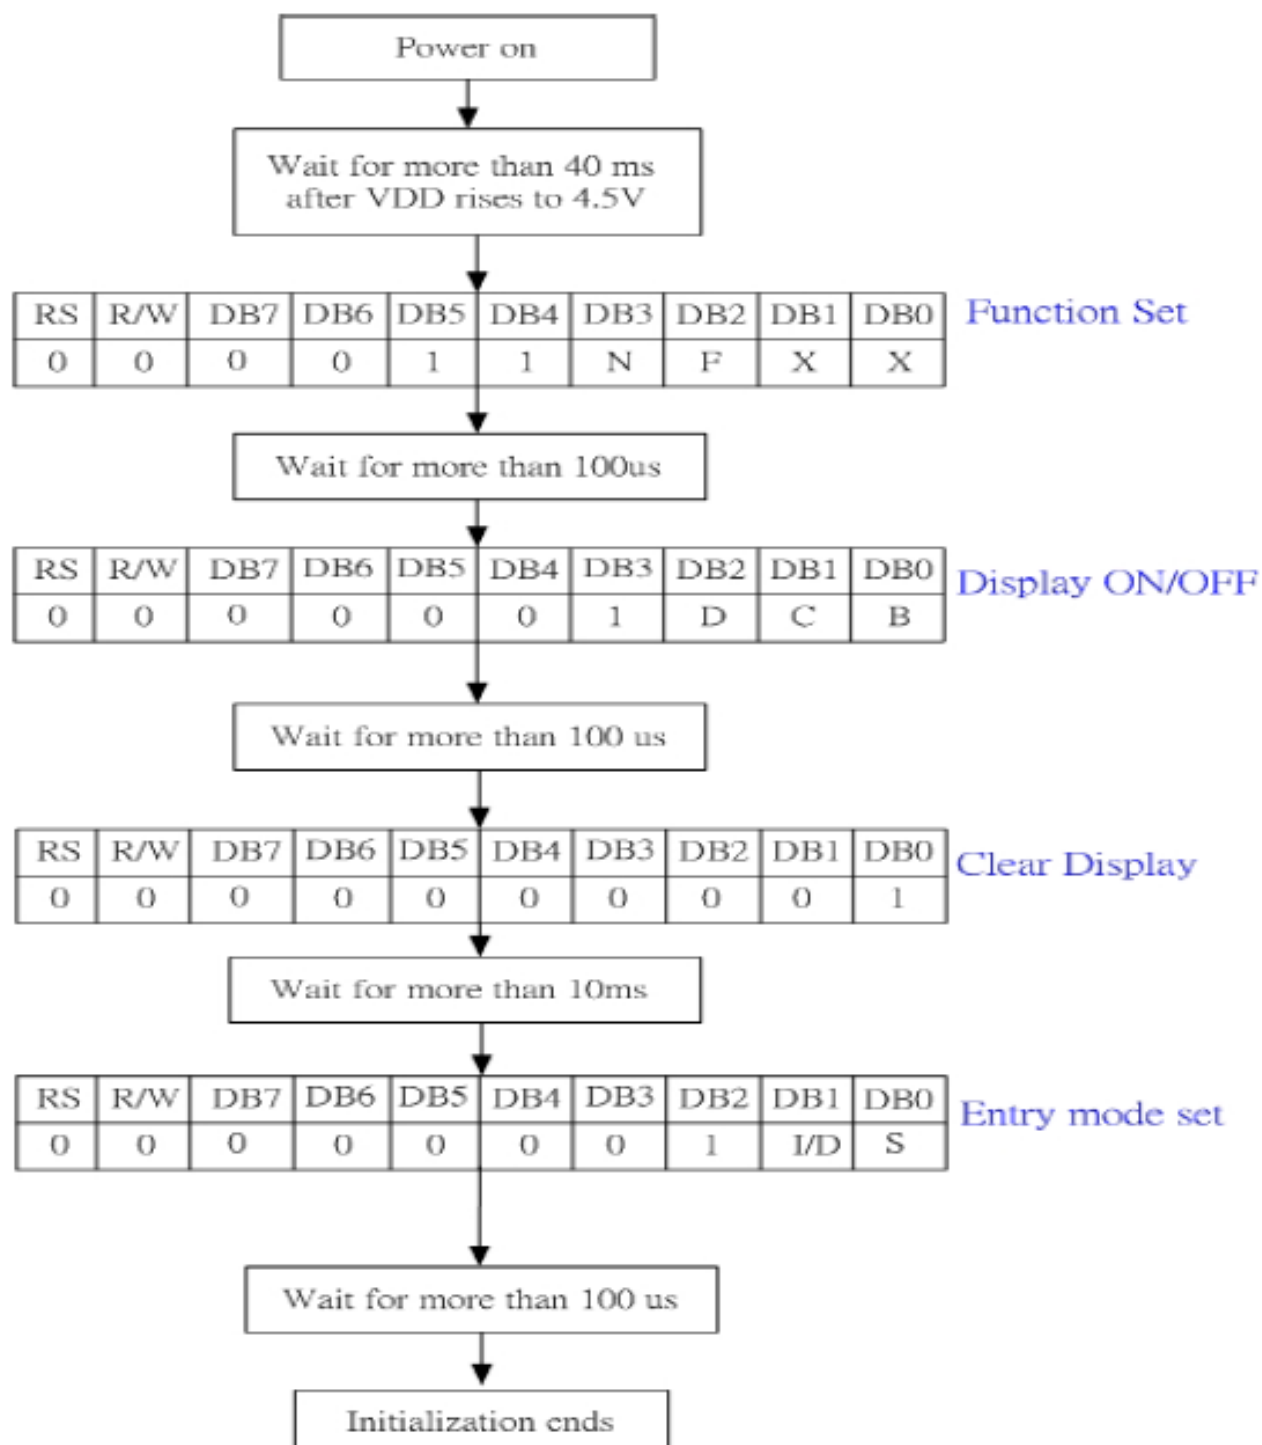 Power on
Wait for more than 40 ms
after VDD rises to 4.5V
RS R/W DB7 DB6 DB5 DB4 DB3 DB2 DB1 DB0 Function Set
0 0 0 0 1 1 N F X X
Wait for more than 100us
RS R/W DB7 DB6 DB5 DB4 DB3 DB2 DB1 DB0 Display ON/OFF
0 0 0 0 0 0 1 D C B
Wait for more than 100 us
RS R/W DB7 DB6 DB5 DB4 DB3 DB2 DB1 DB0 Clear Display
0 0 0 0 0 0 0 0 0 1
Wait for more than 10ms
RS R/W DB7 DB6 DB5 DB4 DB3 DB2 DB1 DB0 Entry mode set
0 0 0 0 0 0 0 1 I/D S
Wait for more than 100 us
Initialization ends